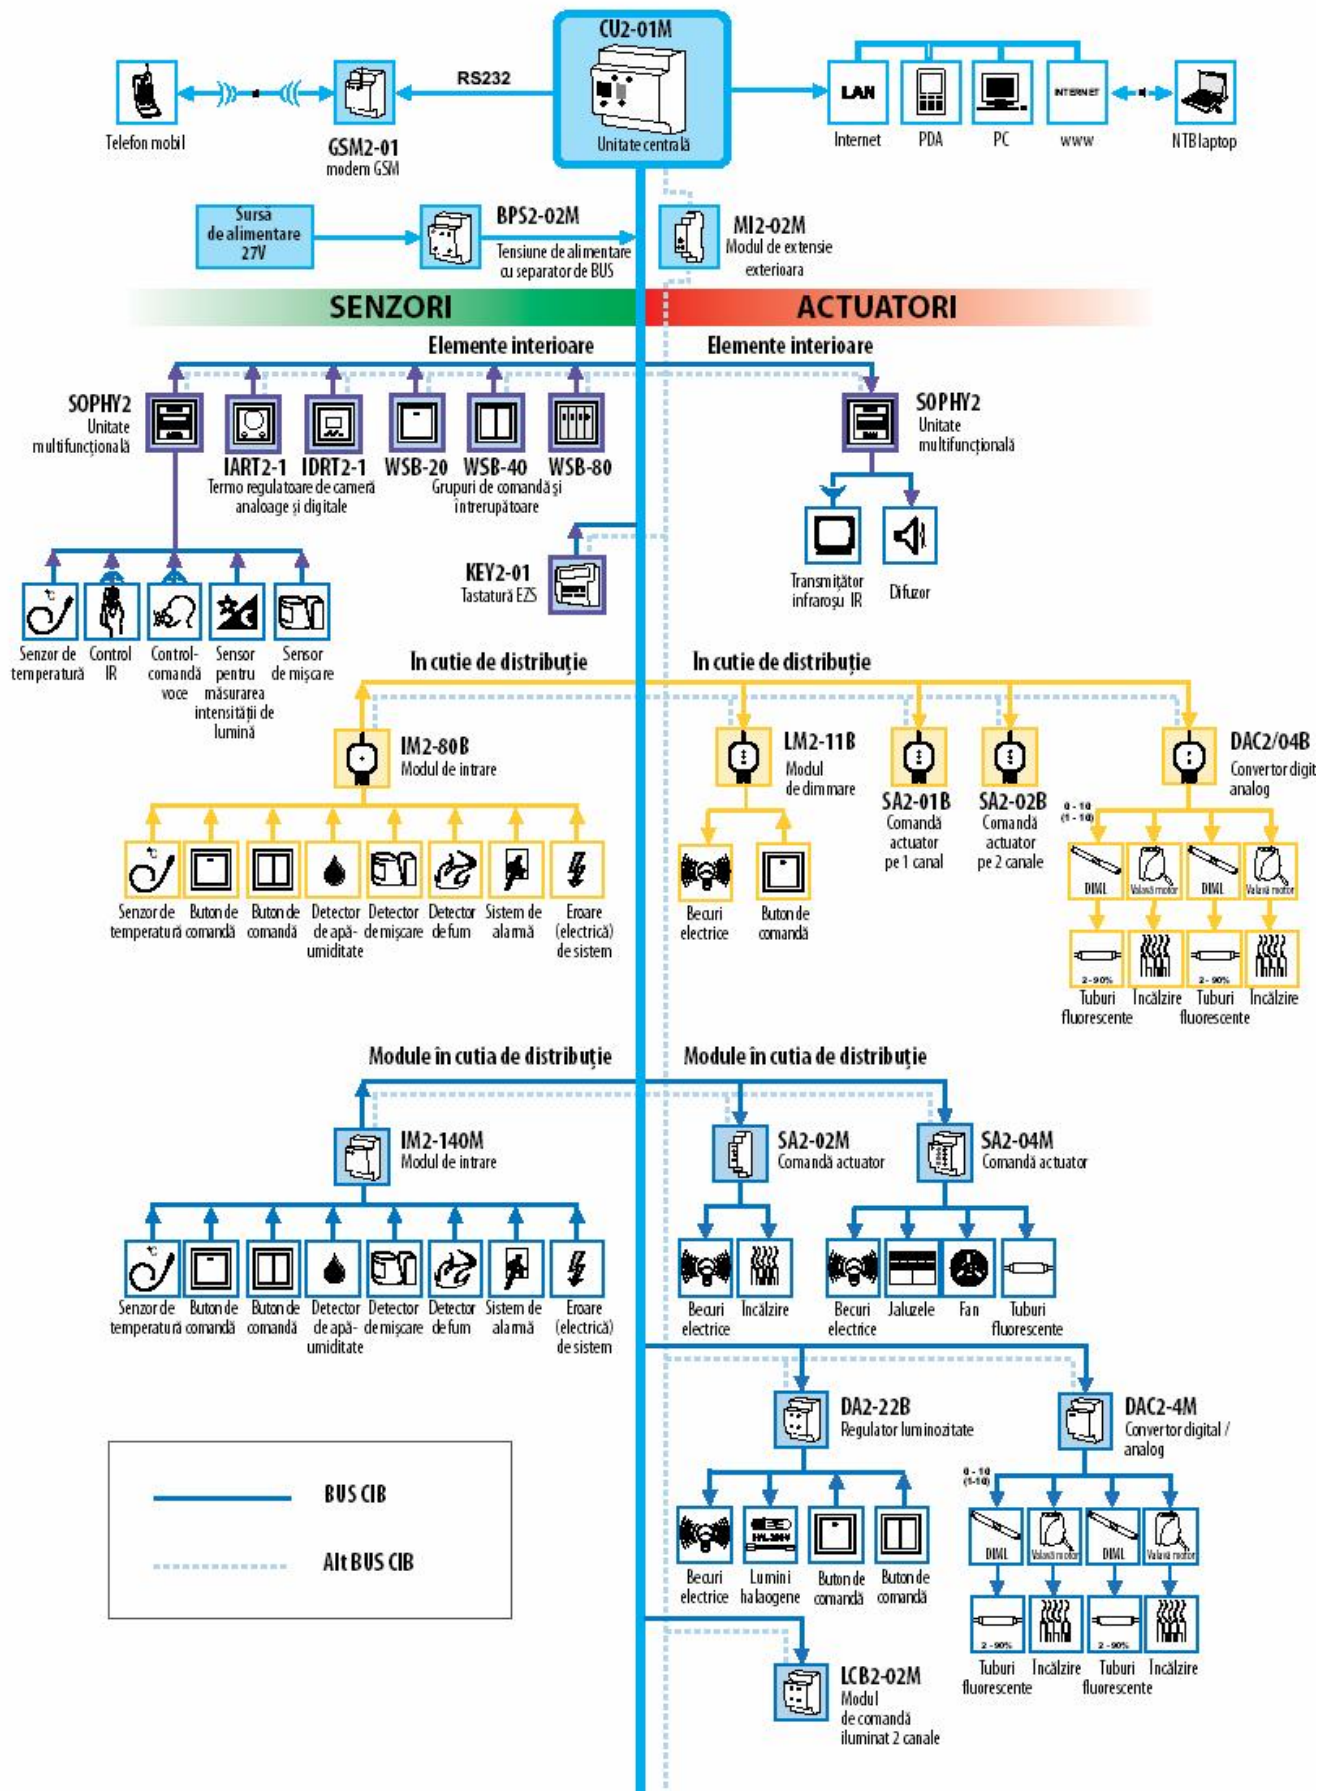 CU2-01M
Unitate centrală
RS232
Telefon mobil
GSM2-01
modem GSM
LAN
INTERNET
Internet
PDA
PC
www
NTB laptop
Sursă
de alimentare
27V
BPS2-02M
Tensiune de alimentare
cu separator de BUS
MI2-02M
Modul de extensie
exterioara
SENZORI
ACTUATORI
Elemente interioare
Elemente interioare
SOPHY2
Unitate
multifuncțională
IART2-1
IDRT2-1
Termo regulatoare de cameră
analoage și digitale
WSB-20
WSB-40
WSB-80
Grupuri de comandă și
întrerupătoare
SOPHY2
Unitate
multifuncțională
KEY2-01
Tastatură EZS
Transmițător
infraroșu IR
Difuzor
°C
Senzor de
temperatură
Control
IR
Control-
comandă
voce
Sensor
pentru
măsurarea
intensității de
lumină
Sensor
de mișcare
In cutie de distribuție
In cutie de distribuție
IM2-80B
Modul de intrare
LM2-11B
Modul
de dimmare
SA2-01B
Comandă
actuator
pe 1 canal
SA2-02B
Comandă
actuator
pe 2 canale
DAC2/04B
Convertor digit
analog
0 - 10
(1 - 10)
°C
Senzor de
temperatură
Buton de
comandă
Buton de
comandă
Detector
de apă-
umiditate
Detector
de mișcare
Detector
de fum
Sistem de
alarmă
Eroare
(electrică)
de sistem
Becuri
electrice
Buton de
comandă
DIML
Valavă motor
DIML
Valavă motor
2 - 90%
2 - 90%
Tuburi
fluorescente
Încălzire
Tuburi
fluorescente
Încălzire
Module în cutia de distribuție
Module în cutia de distribuție
IM2-140M
Modul de intrare
SA2-02M
Comandă actuator
SA2-04M
Comandă actuator
°C
Senzor de
temperatură
Buton de
comandă
Buton de
comandă
Detector
de apă-
umiditate
Detector
de mișcare
Detector
de fum
Sistem de
alarmă
Eroare
(electrică)
de sistem
Becuri
electrice
Incălzire
Becuri
electrice
Jaluzele
Fan
Tuburi
fluorescente
DA2-22B
Regulator luminozitate
DAC2-4M
Convertor digital /
analog
0 - 10
(1-10)
BUS CIB
Alt BUS CIB
Becuri
electrice
Lumini
halaogene
Buton de
comandă
Buton de
comandă
DIML
Valavă motor
DIML
Valavă motor
2 - 90%
2 - 90%
Tuburi
fluorescente
Încălzire
Tuburi
fluorescente
Încălzire
LCB2-02M
Modul
de comandă
iluminat 2 canale